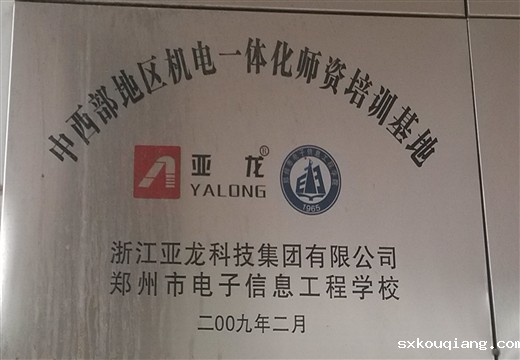 中西部地区机电一体化师资培训基地
亚龙®
YALONG
1965
浙江亚龙科技集团有限公司
郑州市电子信息工程学校
二00九年二月
sxkouqiang.com